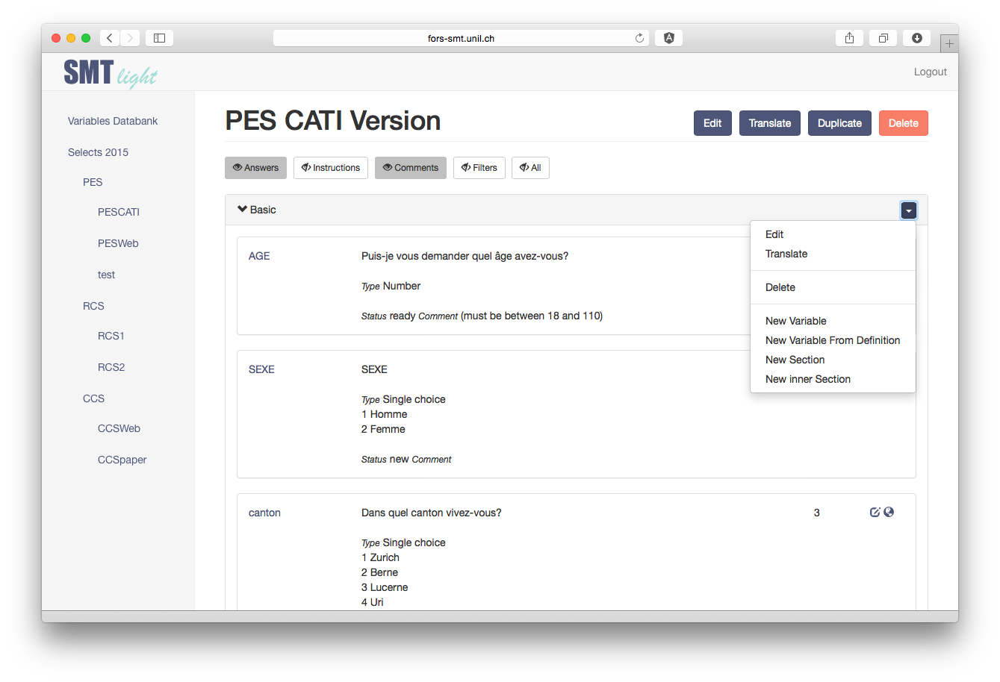 fors-smt.unil.ch
SMT light
Logout
Variables Databank
Selects 2015
PES
PESCATI
PESWeb
test
RCS
RCS1
RCS2
CCS
CCSWeb
CCSpaper
PES CATI Version
Edit Translate Duplicate Delete
Answers Instructions Comments Filters All
Basic
Edit
Translate
Delete
New Variable
New Variable From Definition
New Section
New inner Section
AGE Puis-je vous demander quel âge avez-vous?
Type Number
Status ready Comment (must be between 18 and 110)
SEXE SEXE
Type Single choice
1 Homme
2 Femme
Status new Comment
canton Dans quel canton vivez-vous? 3
Type Single choice
1 Zurich
2 Berne
3 Lucerne
4 Uri